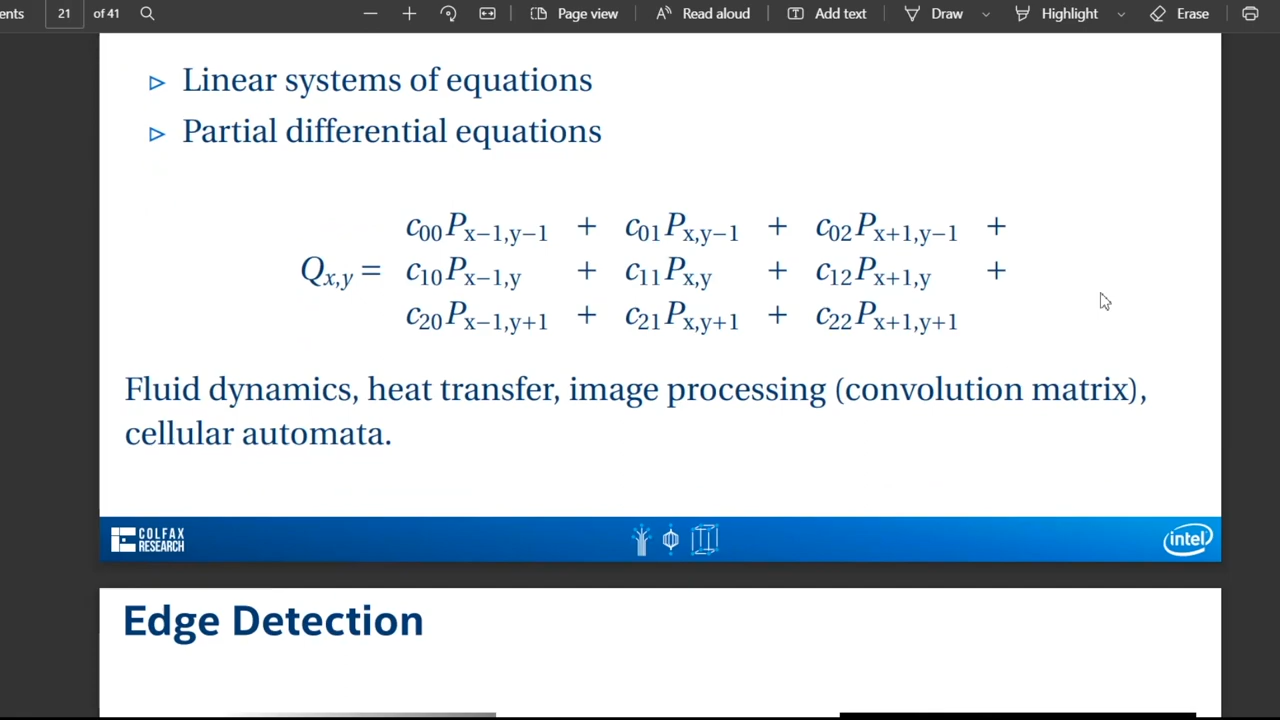 ents 21 of 41 Page view Read aloud Add text Draw Highlight Erase
▷ Linear systems of equations
▷ Partial differential equations
c₀₀Pₓ₋₁,y₋₁ + c₀₁Pₓ,y₋₁ + c₀₂Pₓ₊₁,y₋₁ +
Qₓ,y = c₁₀Pₓ₋₁,y + c₁₁Pₓ,y + c₁₂Pₓ₊₁,y +
c₂₀Pₓ₋₁,y₊₁ + c₂₁Pₓ,y₊₁ + c₂₂Pₓ₊₁,y₊₁
Fluid dynamics, heat transfer, image processing (convolution matrix),
cellular automata.
COLFAX
RESEARCH
intel
Edge Detection